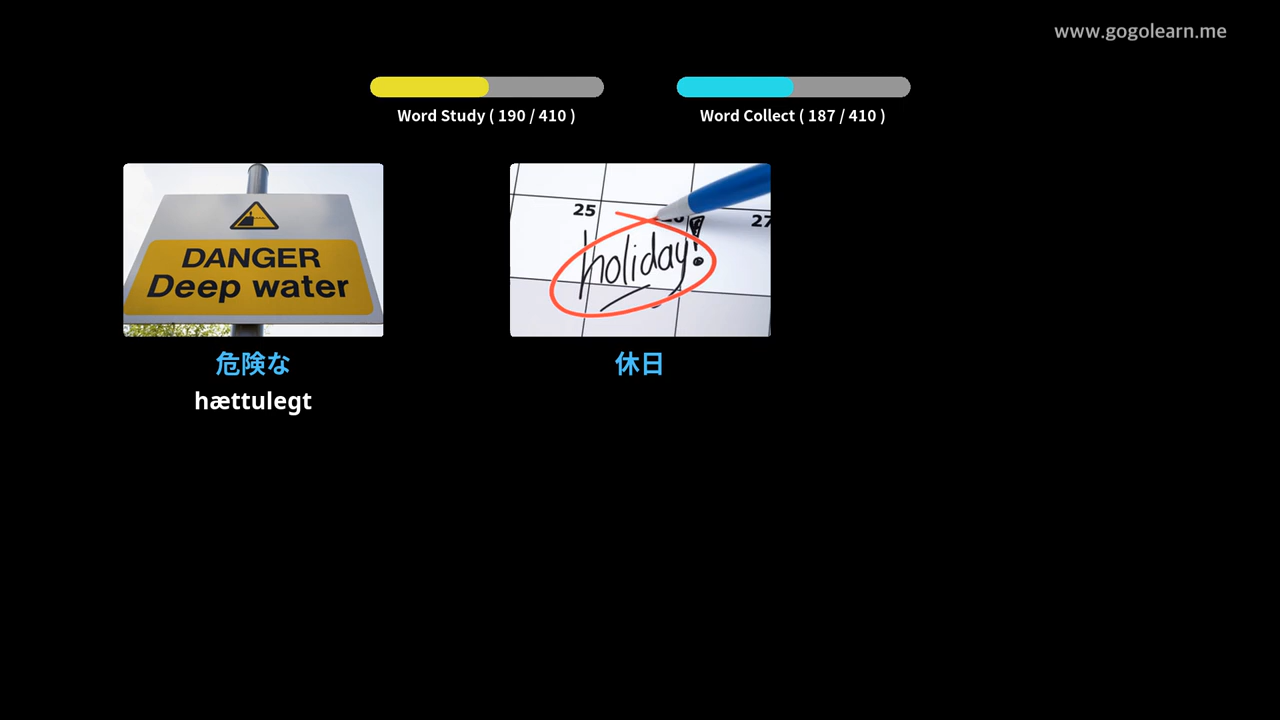 www.gogolearn.me
Word Study ( 190 / 410 )
Word Collect ( 187 / 410 )
DANGER
Deep water
25
27
holiday!
危険な
休日
hættulegt